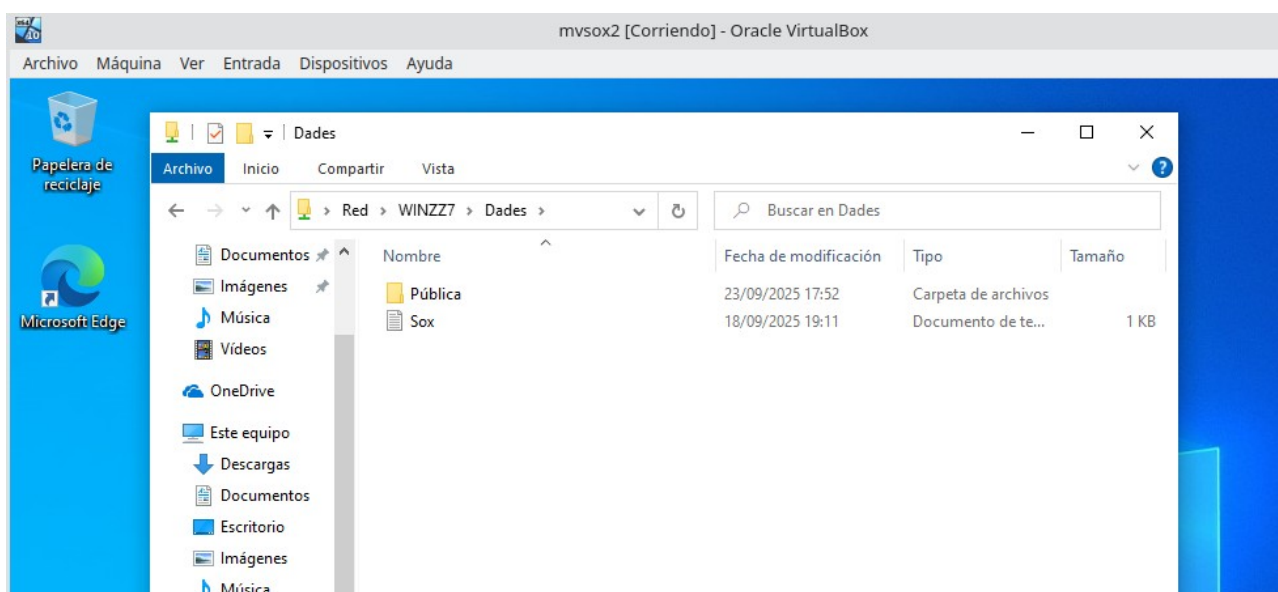 mvsox2 [Corriendo] - Oracle VirtualBox
Archivo Máquina Ver Entrada Dispositivos Ayuda
Papelera de
reciclaje
Microsoft Edge
Dades
Archivo Inicio Compartir Vista
Red > WINZZ7 > Dades >
Buscar en Dades
Nombre Fecha de modificación Tipo Tamaño
Pública 23/09/2025 17:52 Carpeta de archivos
Sox 18/09/2025 19:11 Documento de te... 1 KB
Documentos
Imágenes
Música
Vídeos
OneDrive
Este equipo
Descargas
Documentos
Escritorio
Imágenes
Música